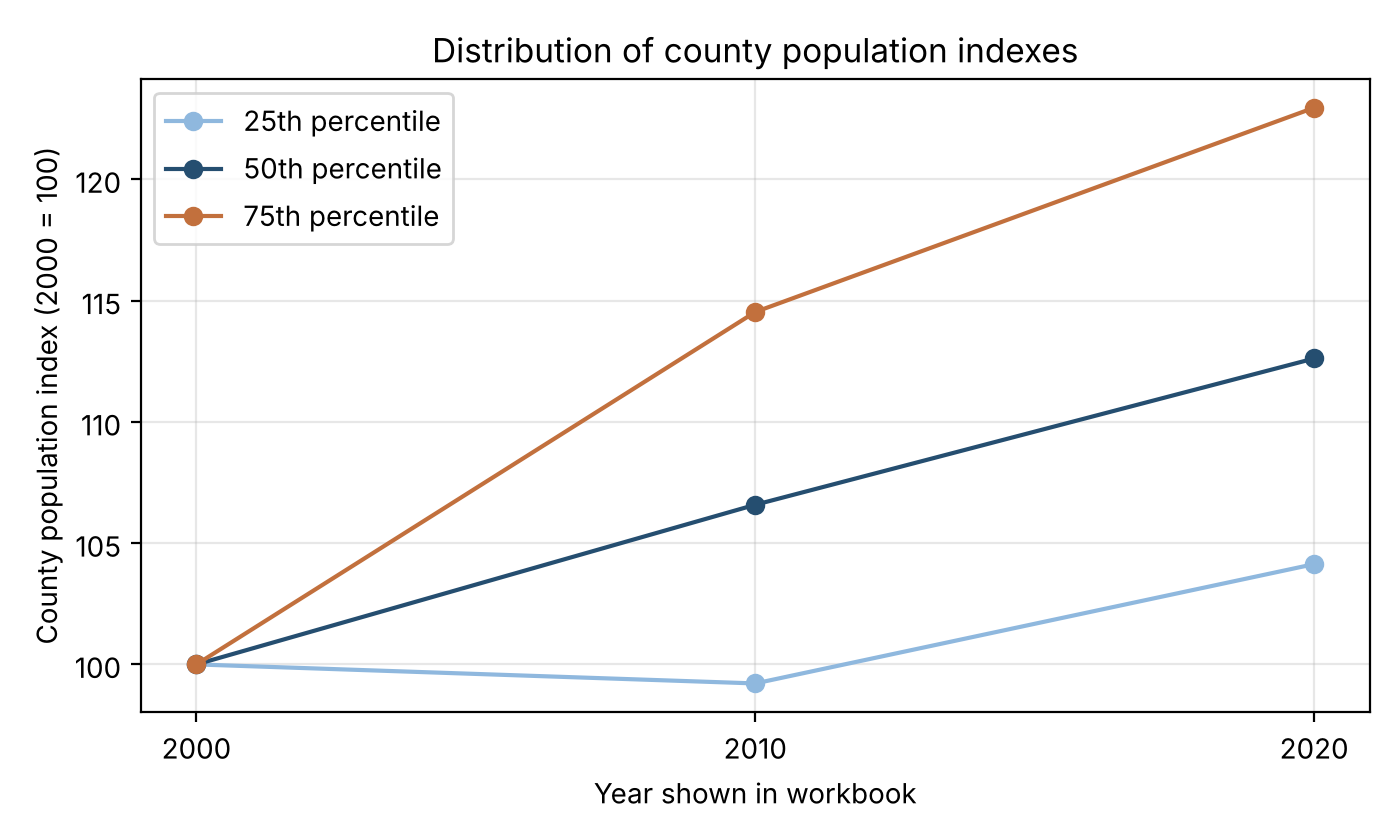 Distribution of county population indexes
25th percentile
50th percentile
75th percentile
County population index (2000 = 100)
120
115
110
105
100
2000 2010 2020
Year shown in workbook